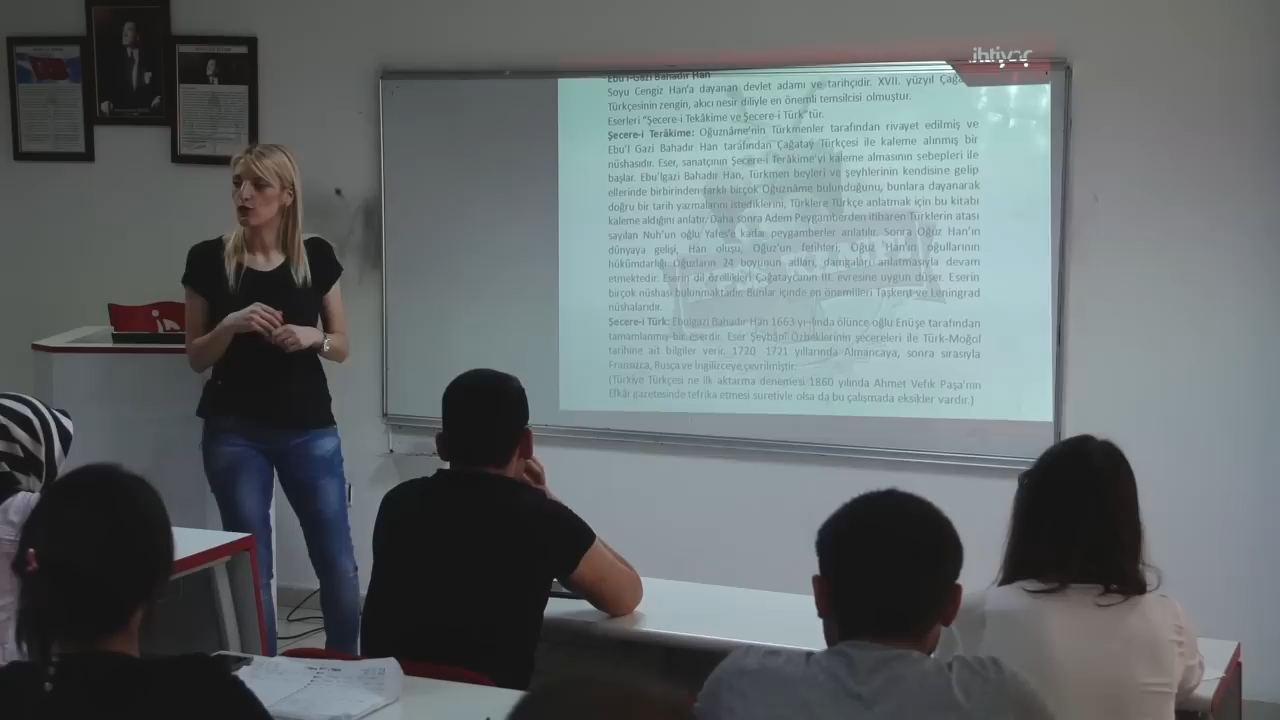 ihtiyaç
Ebu'l-Gazi Bahadır Han
Soyu Cengiz Han'a dayanan devlet adamı ve tarihçidir. XVII. yüzyıl
Türkçesinin zengin, akıcı nesir diliyle en önemli temsilcisi olmuştur.
Eserleri "Şecere-i Tekâkime ve Şecere-i Türk"tür.
Şecere-i Terâkime: Oğuznâme'nin Türkmenler tarafından rivayet edilmiş ve
Ebu'l Gazi Bahadır Han tarafından Çağatay Türkçesi ile kaleme alınmış bir
nüshasıdır. Eser, sanatçının Şecere-i Terâkime'yi kaleme almasının sebepleri ile
başlar. Ebu'lgazi Bahadır Han, Türkmen beyleri ve şeyhlerinin kendisine gelip
ellerinde birbirinden farklı birçok Oğuznâme bulunduğunu, bunlara dayanarak
doğru bir tarih yazmalarını istediklerini, Türklere Türkçe anlatmak için bu kitabı
kaleme aldığını anlatır. Daha sonra Adem Peygamberden itibaren Türklerin atası
sayılan Nuh'un oğlu Yafes'e kadar peygamberler anlatılır. Sonra Oğuz Han'ın
dünyaya gelişi, Han oluşu, Oğuz'un fetihleri, Oğuz Han'ın oğullarının
hükümdarlığı Oğuzların 24 boyunun adları, damgaları anlatmasıyla devam
etmektedir. Eserin dil özellikleri Çağataycanın III. evresine uygun düşer. Eserin
birçok nüshası bulunmaktadır. Bunlar içinde en önemlileri Taşkent ve Leningrad
nüshalarıdır.
Şecere-i Türk: Ebulgazi Bahadır Han 1663 yılında ölünce oğlu Enûşe tarafından
tamamlanmış bir eserdir. Eser Şeybânî Özbeklerinin şecereleri ile Türk-Moğol
tarihine ait bilgiler verir. 1720 -1721 yıllarında Almancaya, sonra sırasıyla
Fransızca, Rusça ve İngilizceye çevrilmiştir.
(Türkiye Türkçesi ne ilk aktarma denemesi 1860 yılında Ahmet Vefik Paşa'nın
Efkâr gazetesinde tefrika etmesi suretiyle olsa da bu çalışmada eksikler vardır.)